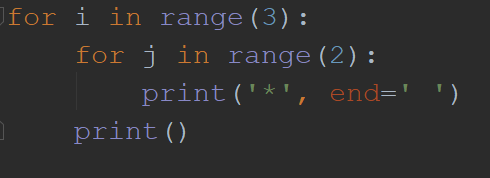 for i in range(3):
    for j in range(2):
        print('*', end=' ')
    print()